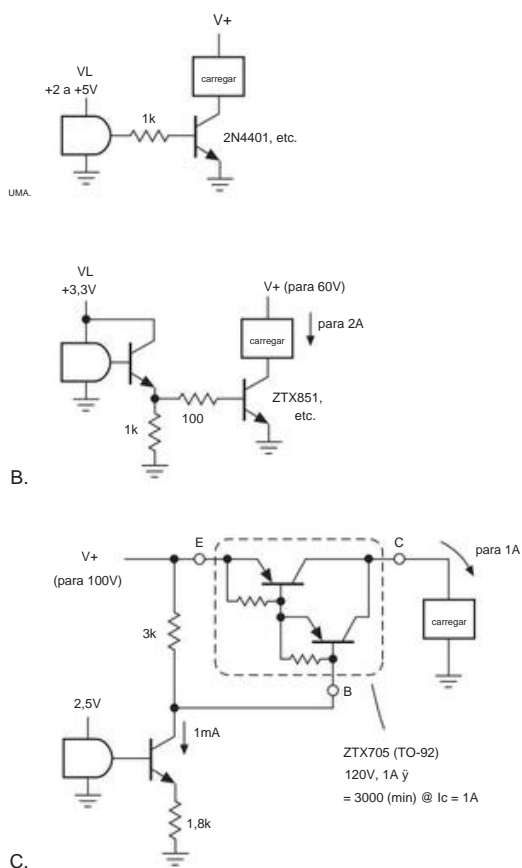 V+
carregar
VL
+2 a +5V
1k
2N4401, etc.
UMA.
VL
+3,3V
V+ (para 60V)
carregar
para 2A
ZTX851,
etc.
100
1k
B.
E
C
para 1A
V+
(para 100V)
carregar
3k
B
2,5V
1mA
ZTX705 (TO-92)
120V, 1A ÿ
= 3000 (min) @ Ic = 1A
1,8k
C.